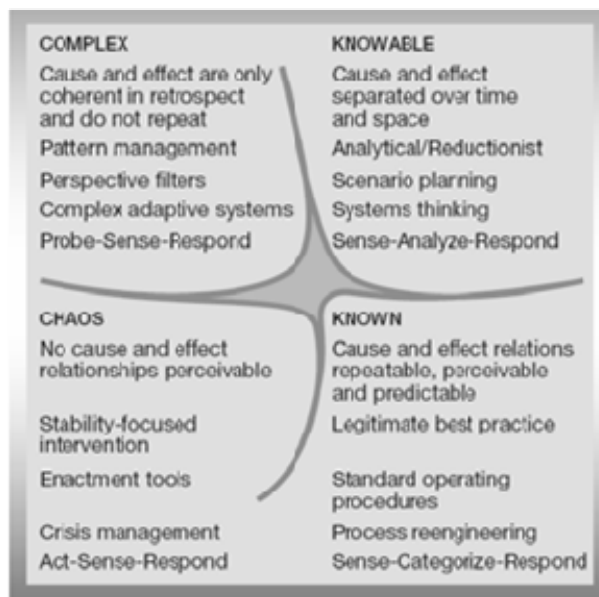 COMPLEX
Cause and effect are only
coherent in retrospect
and do not repeat
Pattern management
Perspective filters
Complex adaptive systems
Probe-Sense-Respond
KNOWABLE
Cause and effect
separated over time
and space
Analytical/Reductionist
Scenario planning
Systems thinking
Sense-Analyze-Respond
CHAOS
No cause and effect
relationships perceivable
Stability-focused
intervention
Enactment tools
Crisis management
Act-Sense-Respond
KNOWN
Cause and effect relations
repeatable, perceivable
and predictable
Legitimate best practice
Standard operating
procedures
Process reengineering
Sense-Categorize-Respond